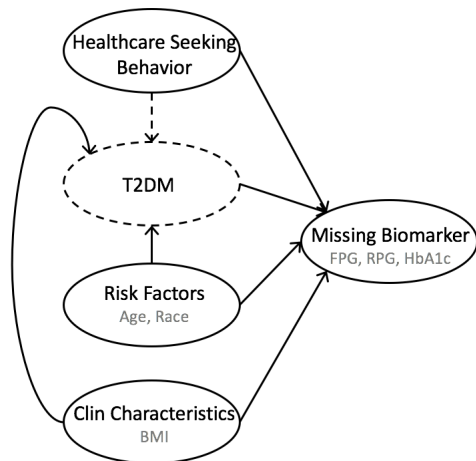 Healthcare Seeking
Behavior
T2DM
Missing Biomarker
FPG, RPG, HbA1c
Risk Factors
Age, Race
Clin Characteristics
BMI